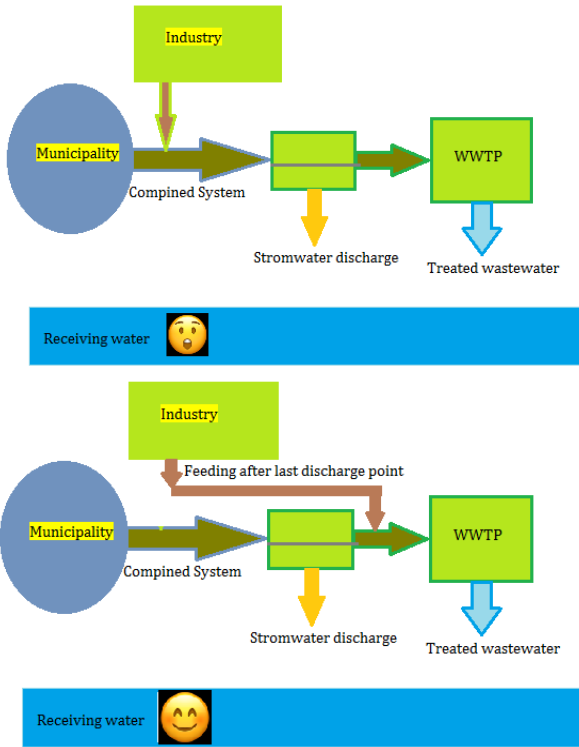 Industry
Municipality
WWTP
Compined System
Stromwater discharge
Treated wastewater
Receiving water
Industry
Feeding after last discharge point
Municipality
WWTP
Compined System
Stromwater discharge
Treated wastewater
Receiving water